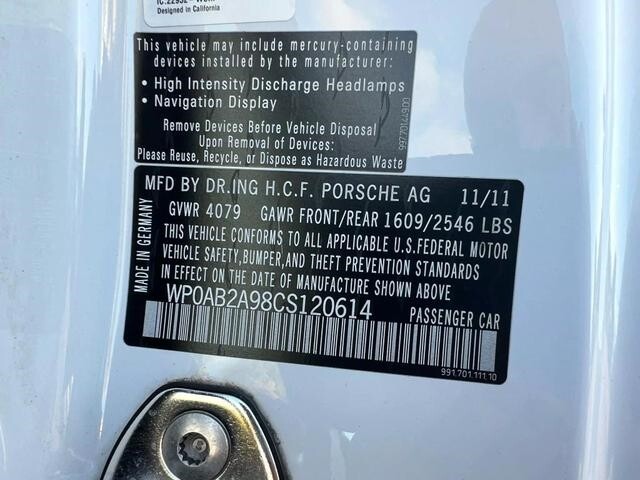 Designed in California
This vehicle may include mercury-containing
devices installed by the manufacturer:
• High Intensity Discharge Headlamps
• Navigation Display
Remove Devices Before Vehicle Disposal
Upon Removal of Devices:
Please Reuse, Recycle, or Dispose as Hazardous Waste
997.701.449.00
MADE IN GERMANY
MFD BY DR.ING H.C.F. PORSCHE AG 11/11
GVWR 4079 GAWR FRONT/REAR 1609/2546 LBS
THIS VEHICLE CONFORMS TO ALL APPLICABLE U.S.FEDERAL MOTOR
VEHICLE SAFETY,BUMPER,AND THEFT PREVENTION STANDARDS
IN EFFECT ON THE DATE OF MANUFACTURE SHOWN ABOVE.
WP0AB2A98CS120614 PASSENGER CAR
991.701.111.10